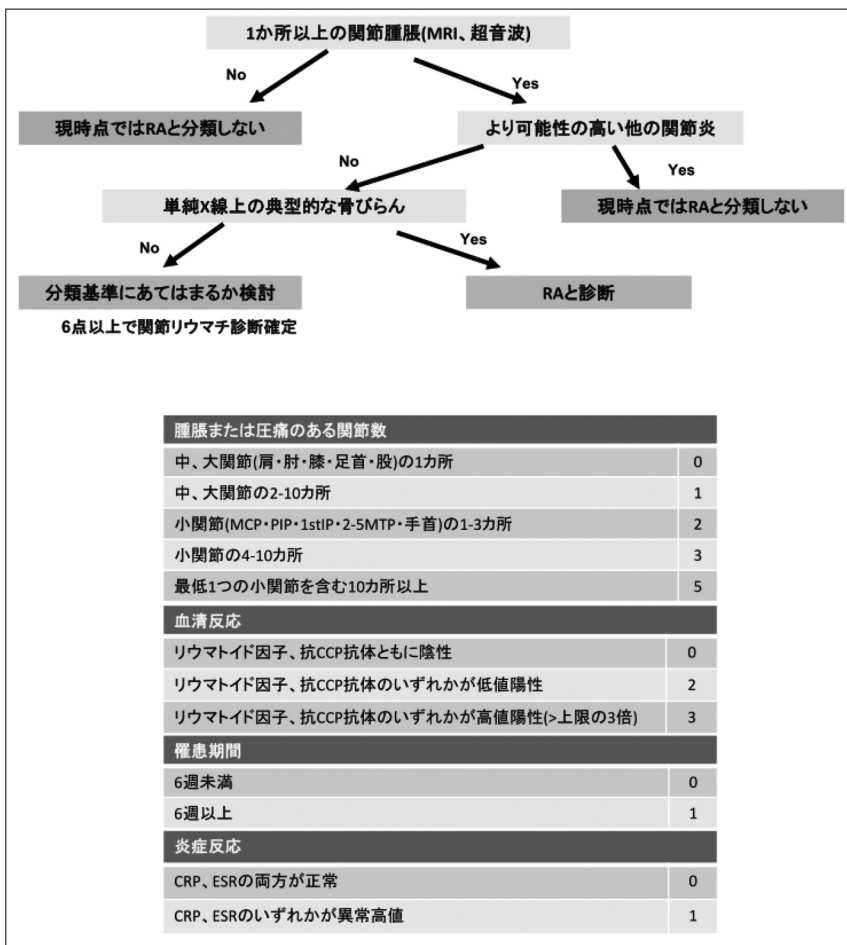 1か所以上の関節腫脹(MRI、超音波)
No
Yes
現時点ではRAと分類しない
より可能性の高い他の関節炎
No
Yes
単純X線上の典型的な骨びらん
現時点ではRAと分類しない
No
Yes
分類基準にあてはまるか検討
RAと診断
6点以上で関節リウマチ診断確定
腫脹または圧痛のある関節数
中、大関節(肩・肘・膝・足首・股)の1カ所 0
中、大関節の2-10カ所 1
小関節(MCP・PIP・1stIP・2-5MTP・手首)の1-3カ所 2
小関節の4-10カ所 3
最低1つの小関節を含む10カ所以上 5
血清反応
リウマトイド因子、抗CCP抗体ともに陰性 0
リウマトイド因子、抗CCP抗体のいずれかが低値陽性 2
リウマトイド因子、抗CCP抗体のいずれかが高値陽性(>上限の3倍) 3
罹患期間
6週未満 0
6週以上 1
炎症反応
CRP、ESRの両方が正常 0
CRP、ESRのいずれかが異常高値 1